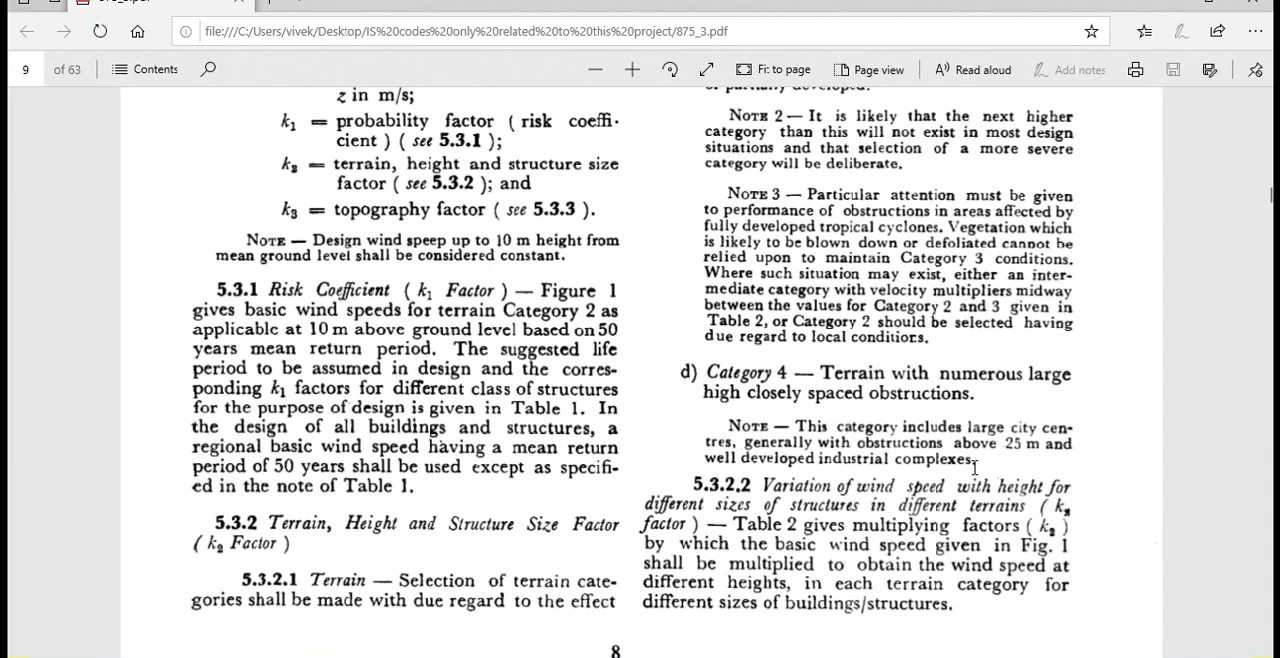 file:///C:/Users/vivek/Desktop/IS%20codes%20only%20related%20to%20this%20project/875_3.pdf
9 of 63 Contents Fit to page Page view Read aloud Add notes
z in m/s;
k1 = probability factor ( risk coeffi-
cient ) ( see 5.3.1 );
k2 = terrain, height and structure size
factor ( see 5.3.2 ); and
k3 = topography factor ( see 5.3.3 ).
NOTE — Design wind speep up to 10 m height from
mean ground level shall be considered constant.
5.3.1 Risk Coefficient ( k1 Factor ) — Figure 1
gives basic wind speeds for terrain Category 2 as
applicable at 10 m above ground level based on 50
years mean return period. The suggested life
period to be assumed in design and the corres-
ponding k1 factors for different class of structures
for the purpose of design is given in Table 1. In
the design of all buildings and structures, a
regional basic wind speed having a mean return
period of 50 years shall be used except as specifi-
ed in the note of Table 1.
5.3.2 Terrain, Height and Structure Size Factor
( k2 Factor )
5.3.2.1 Terrain — Selection of terrain cate-
gories shall be made with due regard to the effect
or partially developed.
NOTE 2 — It is likely that the next higher
category than this will not exist in most design
situations and that selection of a more severe
category will be deliberate.
NOTE 3 — Particular attention must be given
to performance of obstructions in areas affected by
fully developed tropical cyclones. Vegetation which
is likely to be blown down or defoliated cannot be
relied upon to maintain Category 3 conditions.
Where such situation may exist, either an inter-
mediate category with velocity multipliers midway
between the values for Category 2 and 3 given in
Table 2, or Category 2 should be selected having
due regard to local conditions.
d) Category 4 — Terrain with numerous large
high closely spaced obstructions.
NOTE — This category includes large city cen-
tres, generally with obstructions above 25 m and
well developed industrial complexes.
5.3.2.2 Variation of wind speed with height for
different sizes of structures in different terrains ( k2
factor ) — Table 2 gives multiplying factors ( k2 )
by which the basic wind speed given in Fig. 1
shall be multiplied to obtain the wind speed at
different heights, in each terrain category for
different sizes of buildings/structures.
8